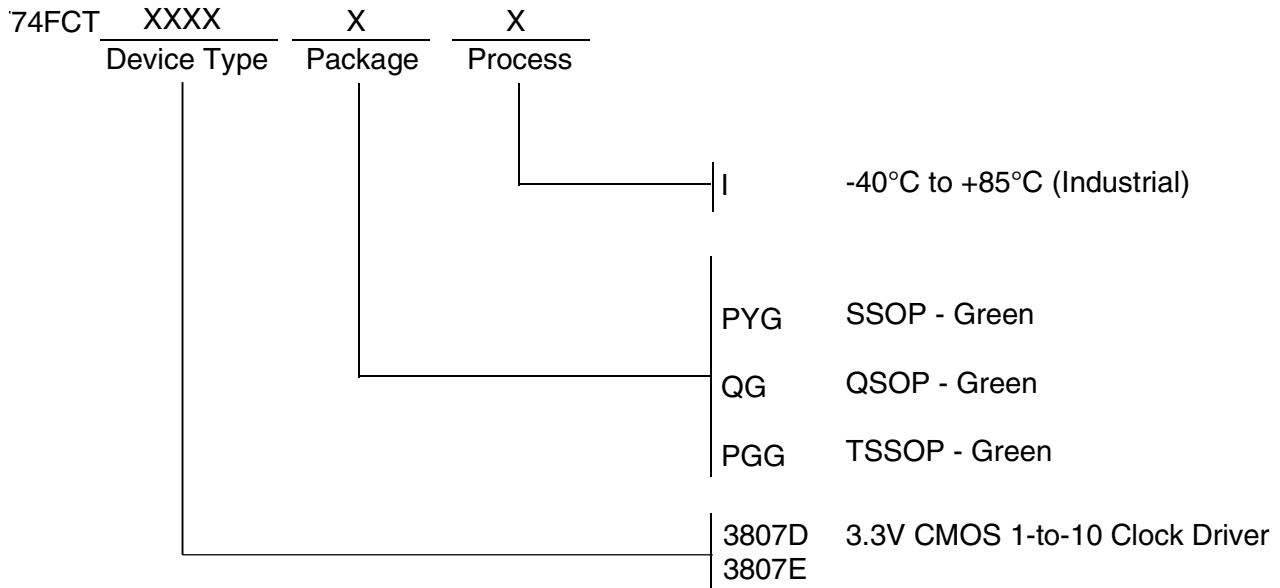 74FCT XXXX X X
Device Type Package Process
I -40°C to +85°C (Industrial)
PYG SSOP - Green
QG QSOP - Green
PGG TSSOP - Green
3807D 3.3V CMOS 1-to-10 Clock Driver
3807E